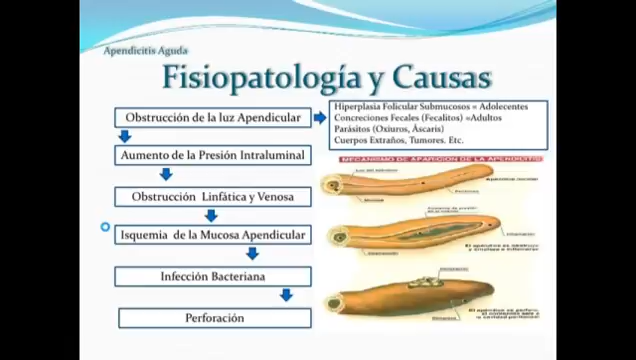 Apendicitis Aguda
Fisiopatología y Causas
Obstrucción de la luz Apendicular
Hiperplasia Folicular Submucosos = Adolecentes
Concreciones Fecales (Fecalitos) =Adultos
Parásitos (Oxiuros, Áscaris)
Cuerpos Extraños, Tumores. Etc.
Aumento de la Presión Intraluminal
MECANISMO DE APARICIÓN DE LA APENDICITIS
Obstrucción Linfática y Venosa
Isquemia de la Mucosa Apendicular
Infección Bacteriana
Perforación